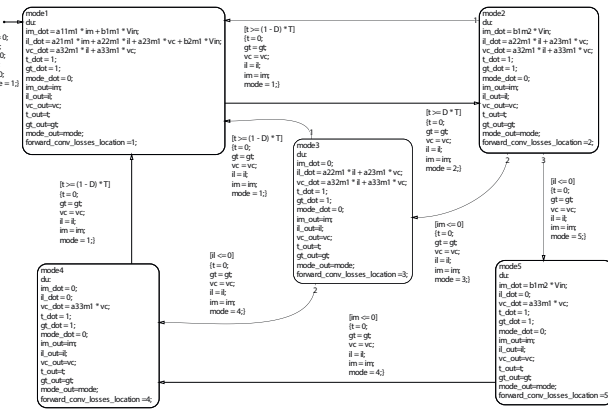 mode1
du:
im_dot = a11m1 * im + b1m1 * Vin;
il_dot = a21m1 * im + a22m1 * il + a23m1 * vc + b2m1 * Vin;
vc_dot = a32m1 * il + a33m1 * vc;
t_dot = 1;
gt_dot = 1;
mode_dot = 0;
im_out=im;
il_out=il;
vc_out=vc;
t_out=t;
gt_out=gt;
mode_out=mode;
forward_conv_losses_location =1;
= 0;
0;
= 1;}
[t >= (1 - D) * T]
{t = 0;
gt = gt;
vc = vc;
il = il;
im = im;
mode = 1;}
1
mode2
du:
im_dot = b1m2 * Vin;
il_dot = a22m1 * il + a23m1 * vc;
vc_dot = a32m1 * il + a33m1 * vc;
t_dot = 1;
gt_dot = 1;
mode_dot = 0;
im_out=im;
il_out=il;
vc_out=vc;
t_out=t;
gt_out=gt;
mode_out=mode;
forward_conv_losses_location =2;
[t >= D * T]
{t = 0;
gt = gt;
vc = vc;
il = il;
im = im;
mode = 2;}
[t >= (1 - D) * T]
{t = 0;
gt = gt;
vc = vc;
il = il;
im = im;
mode = 1;}
1
mode3
du:
im_dot = 0;
il_dot = a22m1 * il + a23m1 * vc;
vc_dot = a32m1 * il + a33m1 * vc;
t_dot = 1;
gt_dot = 1;
mode_dot = 0;
im_out=im;
il_out=il;
vc_out=vc;
t_out=t;
gt_out=gt;
mode_out=mode;
forward_conv_losses_location =3;
2
2
3
[il <= 0]
{t = 0;
gt = gt;
vc = vc;
il = il;
im = im;
mode = 5;}
[im <= 0]
{t = 0;
gt = gt;
vc = vc;
il = il;
im = im;
mode = 3;}
[t >= (1 - D) * T]
{t = 0;
gt = gt;
vc = vc;
il = il;
im = im;
mode = 1;}
[il <= 0]
{t = 0;
gt = gt;
vc = vc;
il = il;
im = im;
mode = 4;}
mode4
du:
im_dot = 0;
il_dot = 0;
vc_dot = a33m1 * vc;
t_dot = 1;
gt_dot = 1;
mode_dot = 0;
im_out=im;
il_out=il;
vc_out=vc;
t_out=t;
gt_out=gt;
mode_out=mode;
forward_conv_losses_location =4;
[im <= 0]
{t = 0;
gt = gt;
vc = vc;
il = il;
im = im;
mode = 4;}
mode5
du:
im_dot = b1m2 * Vin;
il_dot = 0;
vc_dot = a33m1 * vc;
t_dot = 1;
gt_dot = 1;
mode_dot = 0;
im_out=im;
il_out=il;
vc_out=vc;
t_out=t;
gt_out=gt;
mode_out=mode;
forward_conv_losses_location =5